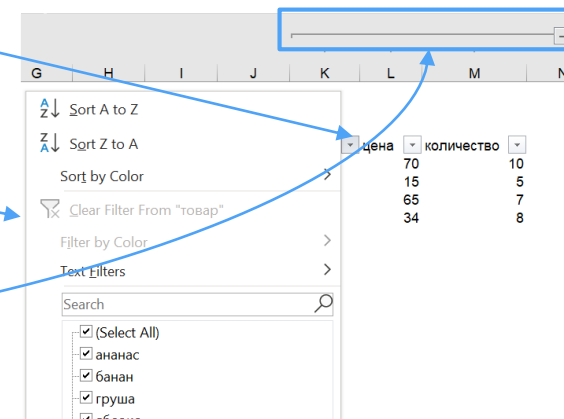 G H I J K L M N
Sort A to Z
Sort Z to A
Sort by Color
Clear Filter From "товар"
Filter by Color
Text Filters
Search
(Select All)
ананас
банан
груша
цена количество
70 10
15 5
65 7
34 8